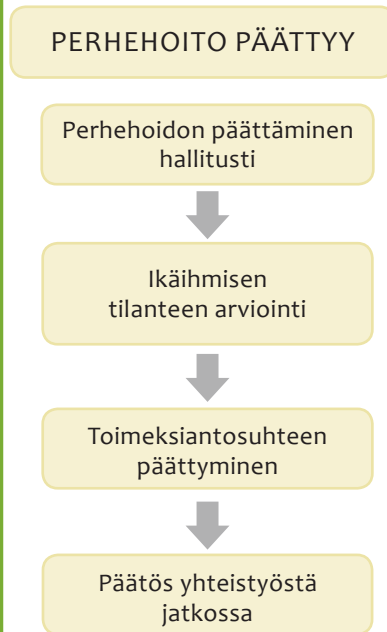 PERHEHOITO PÄÄTTYY
Perhehoidon päättäminen
hallitusti
Ikäihmisen
tilanteen arviointi
Toimeksiantosuhteen
päättyminen
Päätös yhteistyöstä
jatkossa